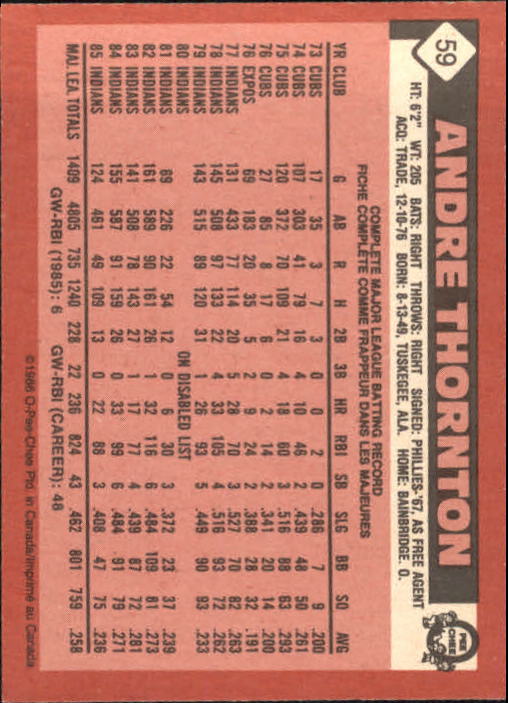 59
ANDRE THORNTON
O PEE CHEE
HT: 6'2" WT: 205 BATS: RIGHT THROWS: RIGHT SIGNED: PHILLIES-'67, AS FREE AGENT
ACQ: TRADE, 12-10-76 BORN: 8-13-49, TUSKEGEE, ALA. HOME: BAINBRIDGE, O.
COMPLETE MAJOR LEAGUE BATTING RECORD
FICHE COMPLÈTE COMME FRAPPEUR DANS LES MAJEURES
YR CLUB G AB R H 2B 3B HR RBI SB SLG BB SO AVG
73 CUBS 17 35 3 7 3 0 0 2 0 .286 7 9 .200
74 CUBS 107 303 41 79 16 4 10 46 2 .439 48 50 .261
75 CUBS 120 372 70 109 21 4 18 60 3 .516 88 63 .293
76 CUBS 27 85 8 17 6 0 2 14 2 .341 20 14 .200
76 EXPOS 69 183 20 35 5 2 9 24 2 .388 28 32 .191
77 INDIANS 131 433 77 114 20 5 28 70 3 .527 70 82 .263
78 INDIANS 145 508 97 133 22 4 33 105 4 .516 93 72 .262
79 INDIANS 143 515 89 120 31 1 26 93 5 .449 90 93 .233
80 INDIANS ON DISABLED LIST
81 INDIANS 69 226 22 54 12 0 6 30 3 .372 23 37 .239
82 INDIANS 161 589 90 161 26 1 32 116 6 .484 109 81 .273
83 INDIANS 141 508 78 143 27 1 17 77 4 .439 87 72 .281
84 INDIANS 155 587 91 159 26 0 33 99 6 .484 91 79 .271
85 INDIANS 124 461 49 109 13 0 22 88 3 .408 47 75 .236
MAJ. LEA. TOTALS 1409 4805 735 1240 228 22 236 824 43 .462 801 759 .258
GW-RBI (1985): 6 GW-RBI (CAREER): 48
©1986 O-Pee-Chee Ptd. in Canada/Imprimé au Canada